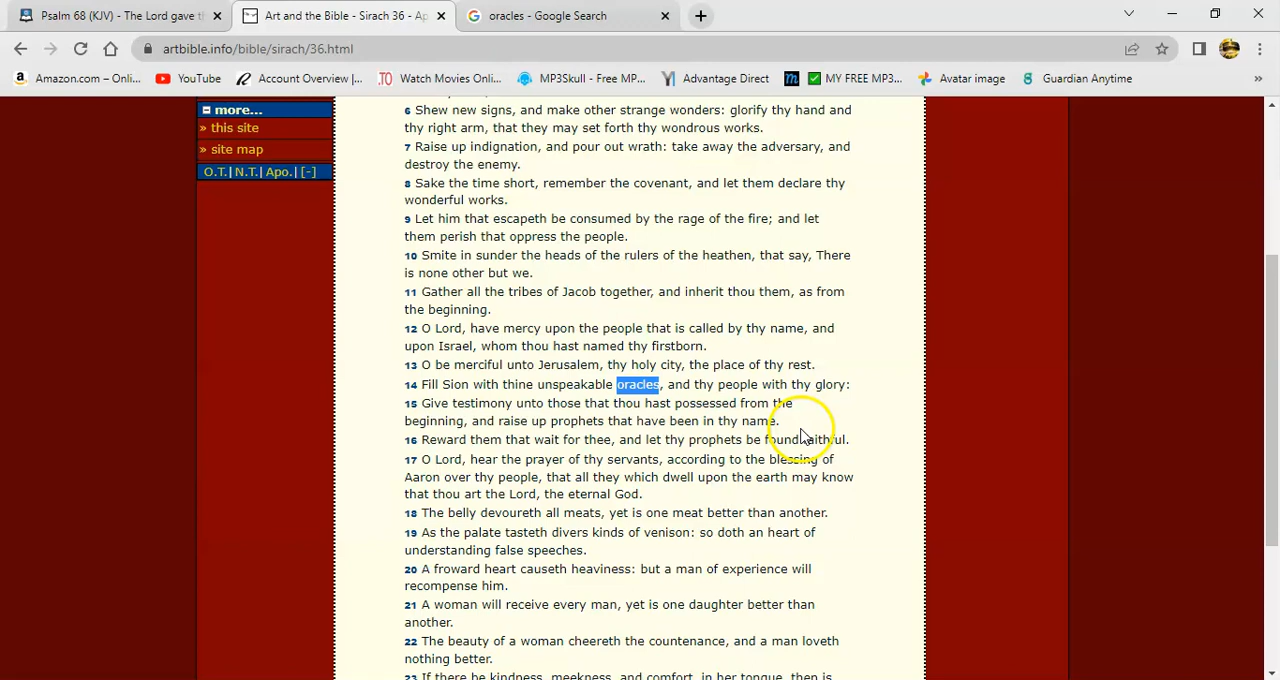 Psalm 68 (KJV) - The Lord gave th
Art and the Bible - Sirach 36 - Ap
oracles - Google Search
artbible.info/bible/sirach/36.html
Amazon.com – Onli...
YouTube
Account Overview |...
Watch Movies Onl...
MP3Skull - Free MP...
Advantage Direct
MY FREE MP3...
Avatar image
Guardian Anytime
»
more...
» this site
» site map
O.T.| N.T.| Apo.| [-]
6 Shew new signs, and make other strange wonders: glorify thy hand and
thy right arm, that they may set forth thy wondrous works.
7 Raise up indignation, and pour out wrath: take away the adversary, and
destroy the enemy.
8 Sake the time short, remember the covenant, and let them declare thy
wonderful works.
9 Let him that escapeth be consumed by the rage of the fire; and let
them perish that oppress the people.
10 Smite in sunder the heads of the rulers of the heathen, that say, There
is none other but we.
11 Gather all the tribes of Jacob together, and inherit thou them, as from
the beginning.
12 O Lord, have mercy upon the people that is called by thy name, and
upon Israel, whom thou hast named thy firstborn.
13 O be merciful unto Jerusalem, thy holy city, the place of thy rest.
14 Fill Sion with thine unspeakable oracles, and thy people with thy glory:
15 Give testimony unto those that thou hast possessed from the
beginning, and raise up prophets that have been in thy name.
16 Reward them that wait for thee, and let thy prophets be found faithful.
17 O Lord, hear the prayer of thy servants, according to the blessing of
Aaron over thy people, that all they which dwell upon the earth may know
that thou art the Lord, the eternal God.
18 The belly devoureth all meats, yet is one meat better than another.
19 As the palate tasteth divers kinds of venison: so doth an heart of
understanding false speeches.
20 A froward heart causeth heaviness: but a man of experience will
recompense him.
21 A woman will receive every man, yet is one daughter better than
another.
22 The beauty of a woman cheereth the countenance, and a man loveth
nothing better.
23 If there be kindness, meekness, and comfort, in her tongue, then is